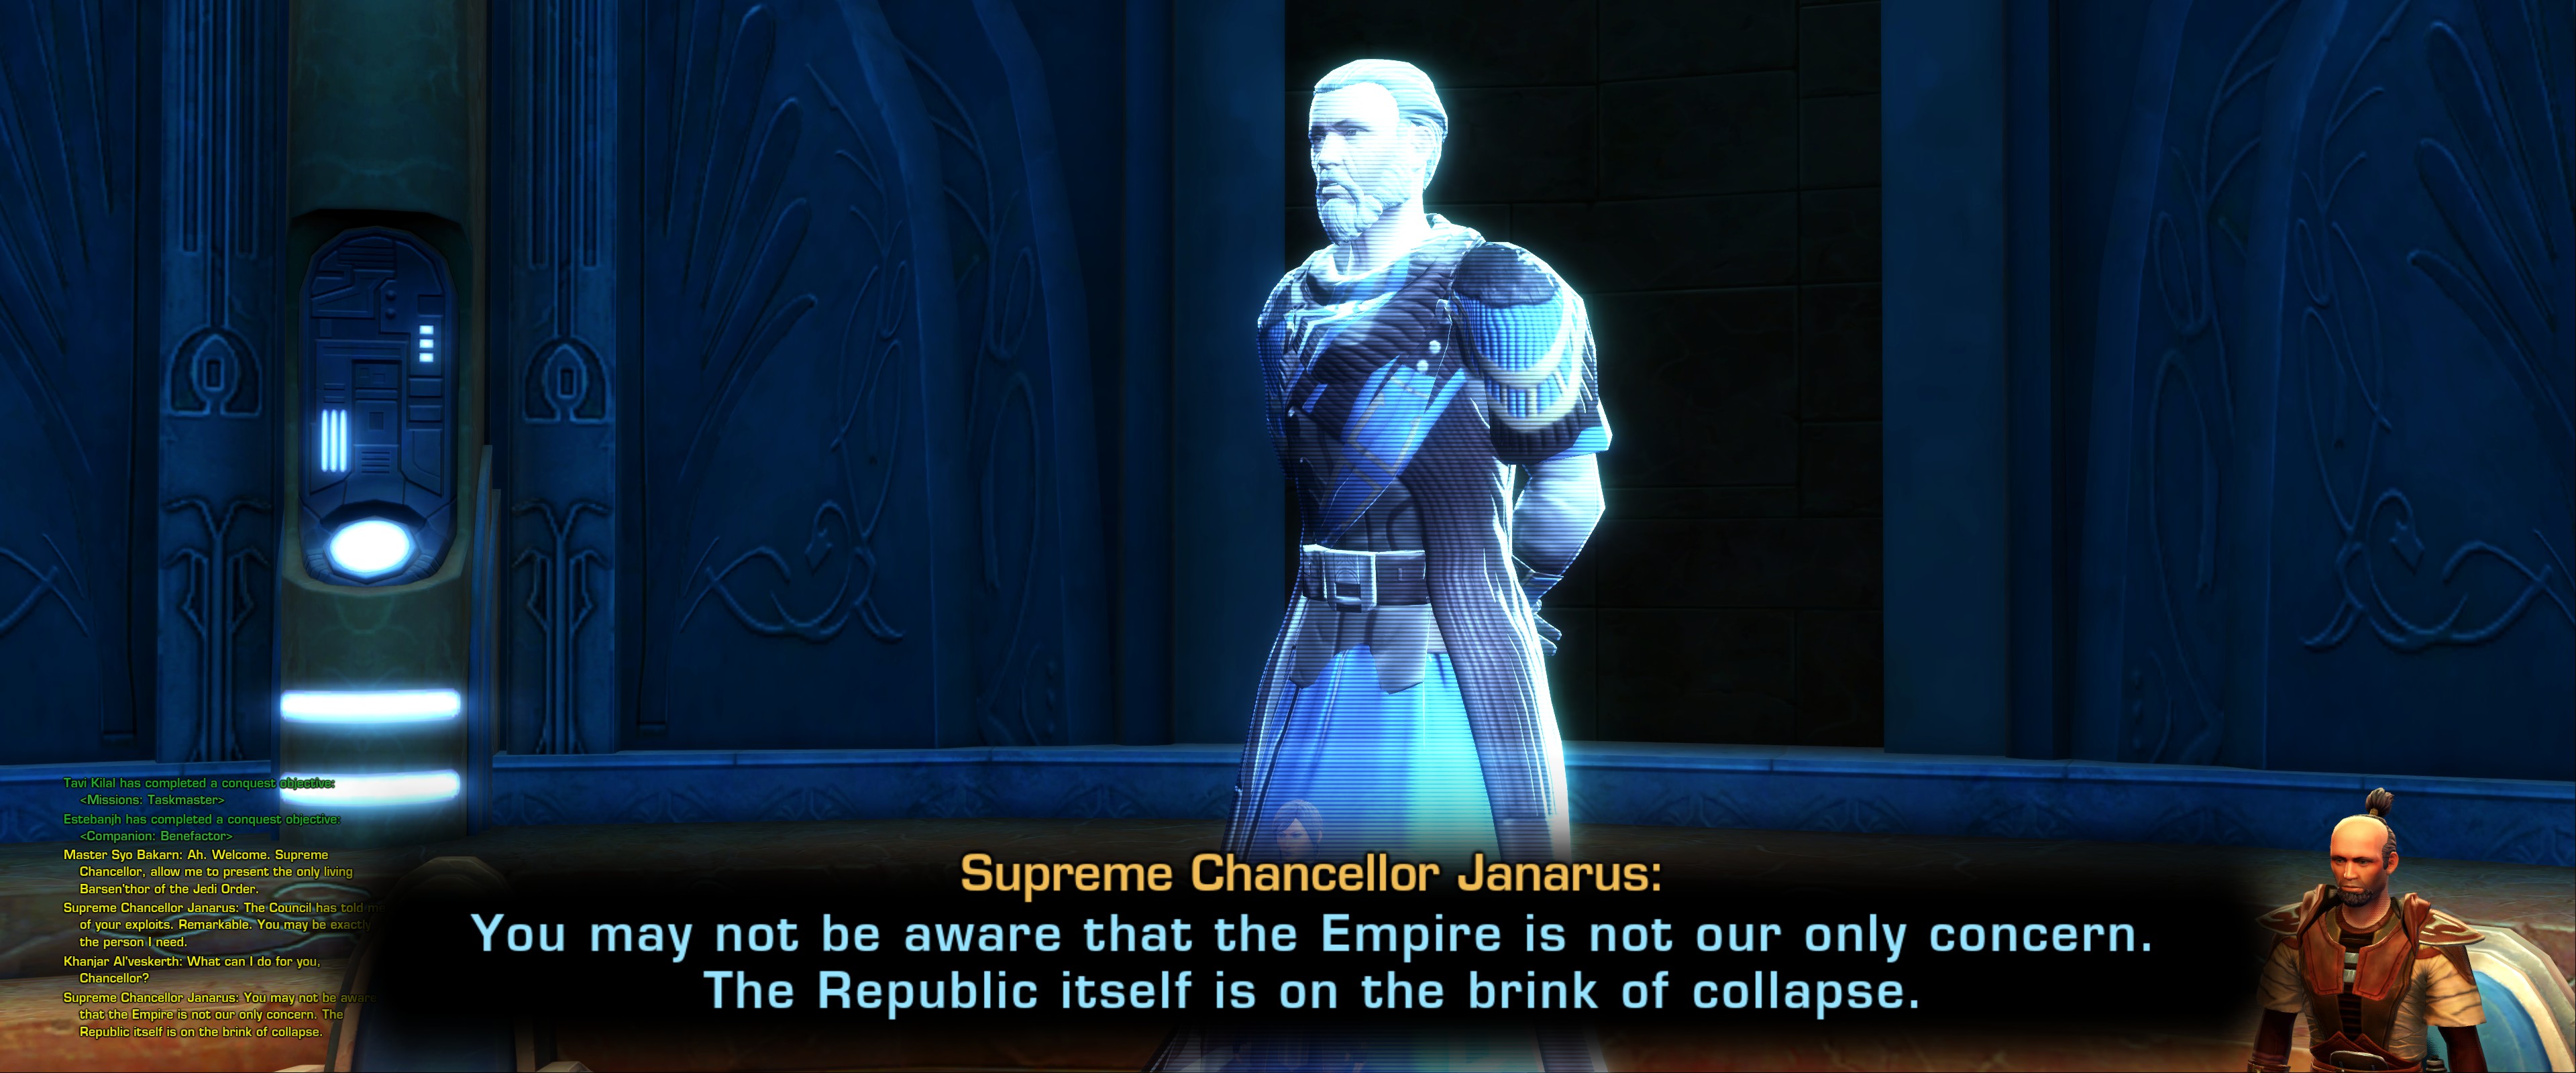 Tavi Kilal has completed a conquest objective:
<Missions: Taskmaster>
Estebanjh has completed a conquest objective:
<Companion: Benefactor>
Master Syo Bakarn: Ah. Welcome. Supreme
Chancellor, allow me to present the only living
Barsen'thor of the Jedi Order.
Supreme Chancellor Janarus: The Council has told me
of your exploits. Remarkable. You may be exactly
the person I need.
Khanjar Al'veskerth: What can I do for you,
Chancellor?
Supreme Chancellor Janarus: You may not be aware
that the Empire is not our only concern. The
Republic itself is on the brink of collapse.
Supreme Chancellor Janarus:
You may not be aware that the Empire is not our only concern.
The Republic itself is on the brink of collapse.